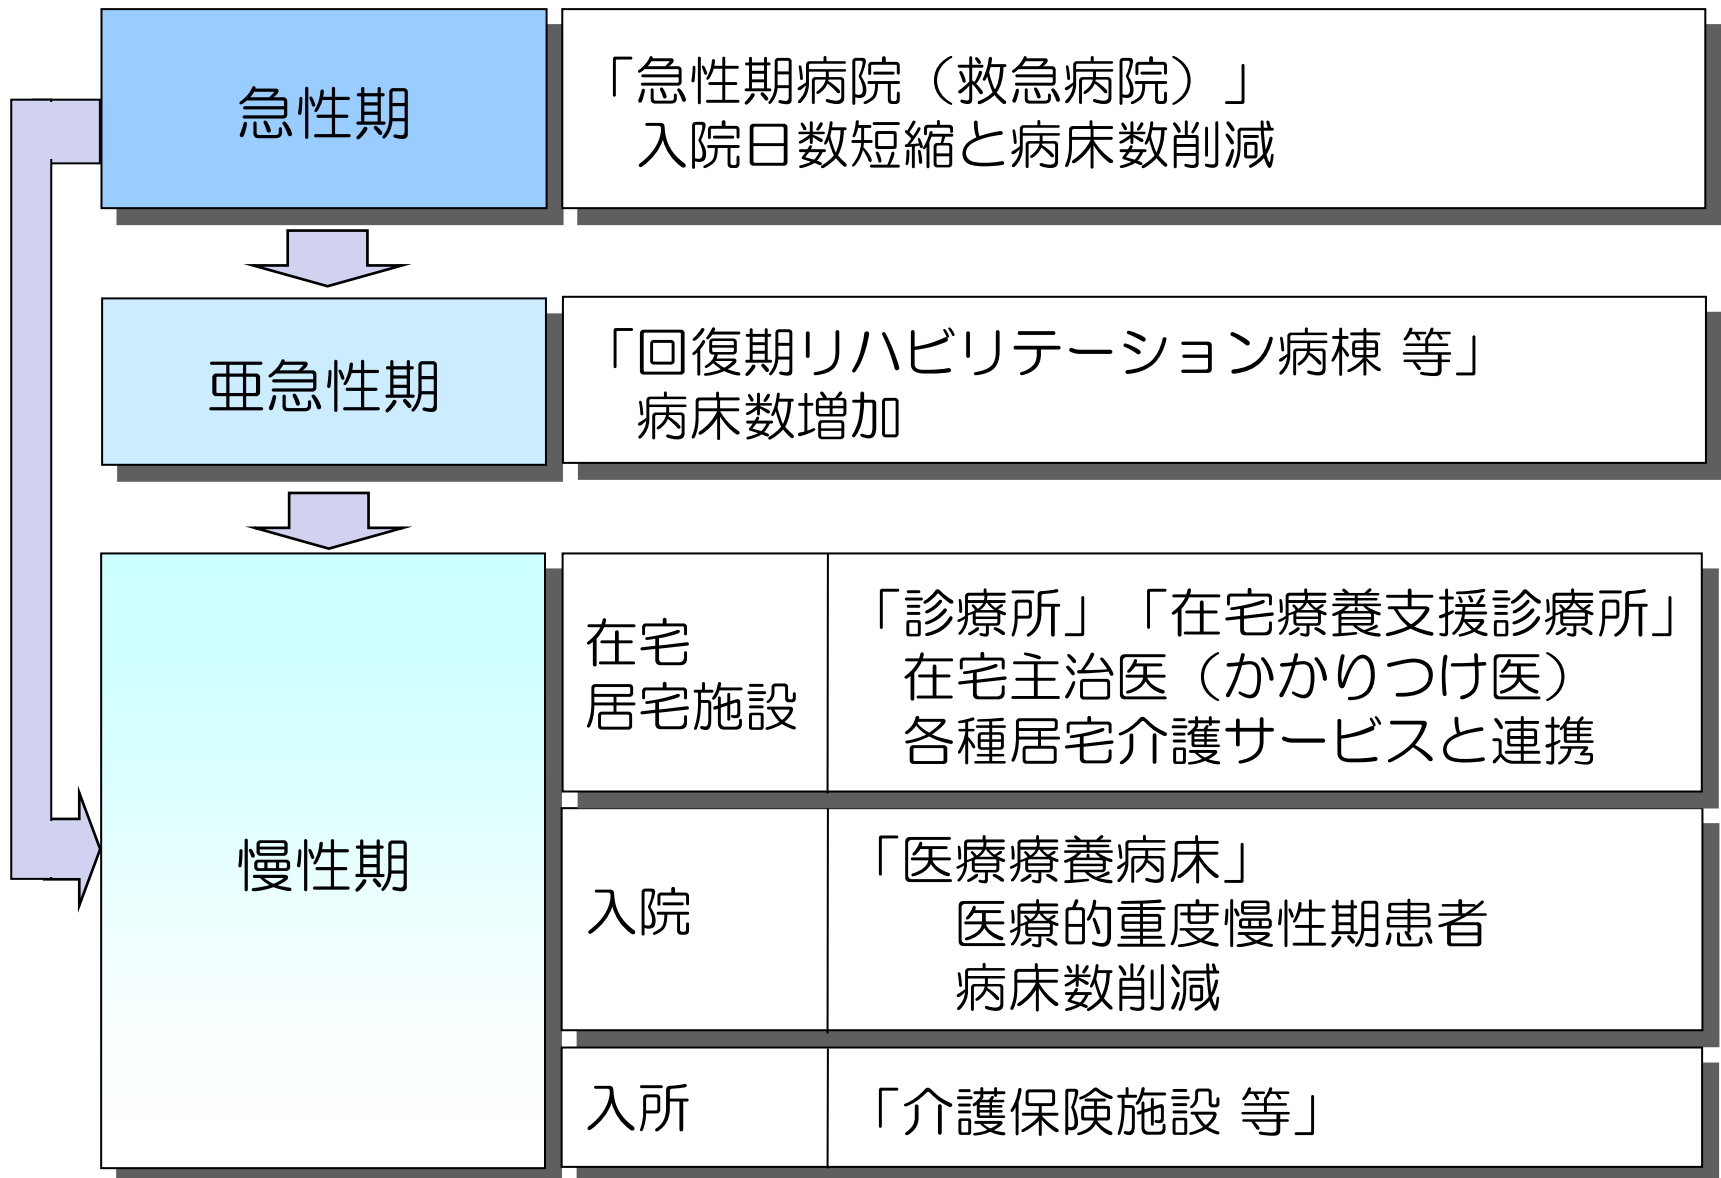 急性期
「急性期病院（救急病院）」
入院日数短縮と病床数削減
亜急性期
「回復期リハビリテーション病棟 等」
病床数増加
慢性期
在宅
居宅施設
「診療所」「在宅療養支援診療所」
在宅主治医（かかりつけ医）
各種居宅介護サービスと連携
入院
「医療療養病床」
医療的重度慢性期患者
病床数削減
入所
「介護保険施設 等」